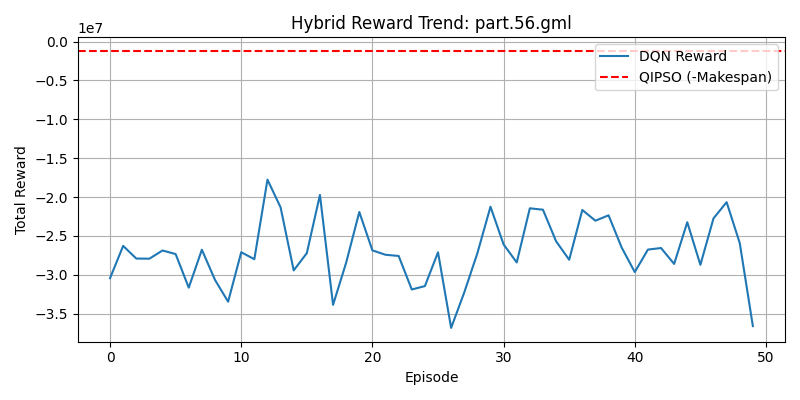 Hybrid Reward Trend: part.56.gml
1e7
0.0
−0.5
−1.0
−1.5
−2.0
−2.5
−3.0
−3.5
Total Reward
DQN Reward
QIPSO (-Makespan)
0 10 20 30 40 50
Episode